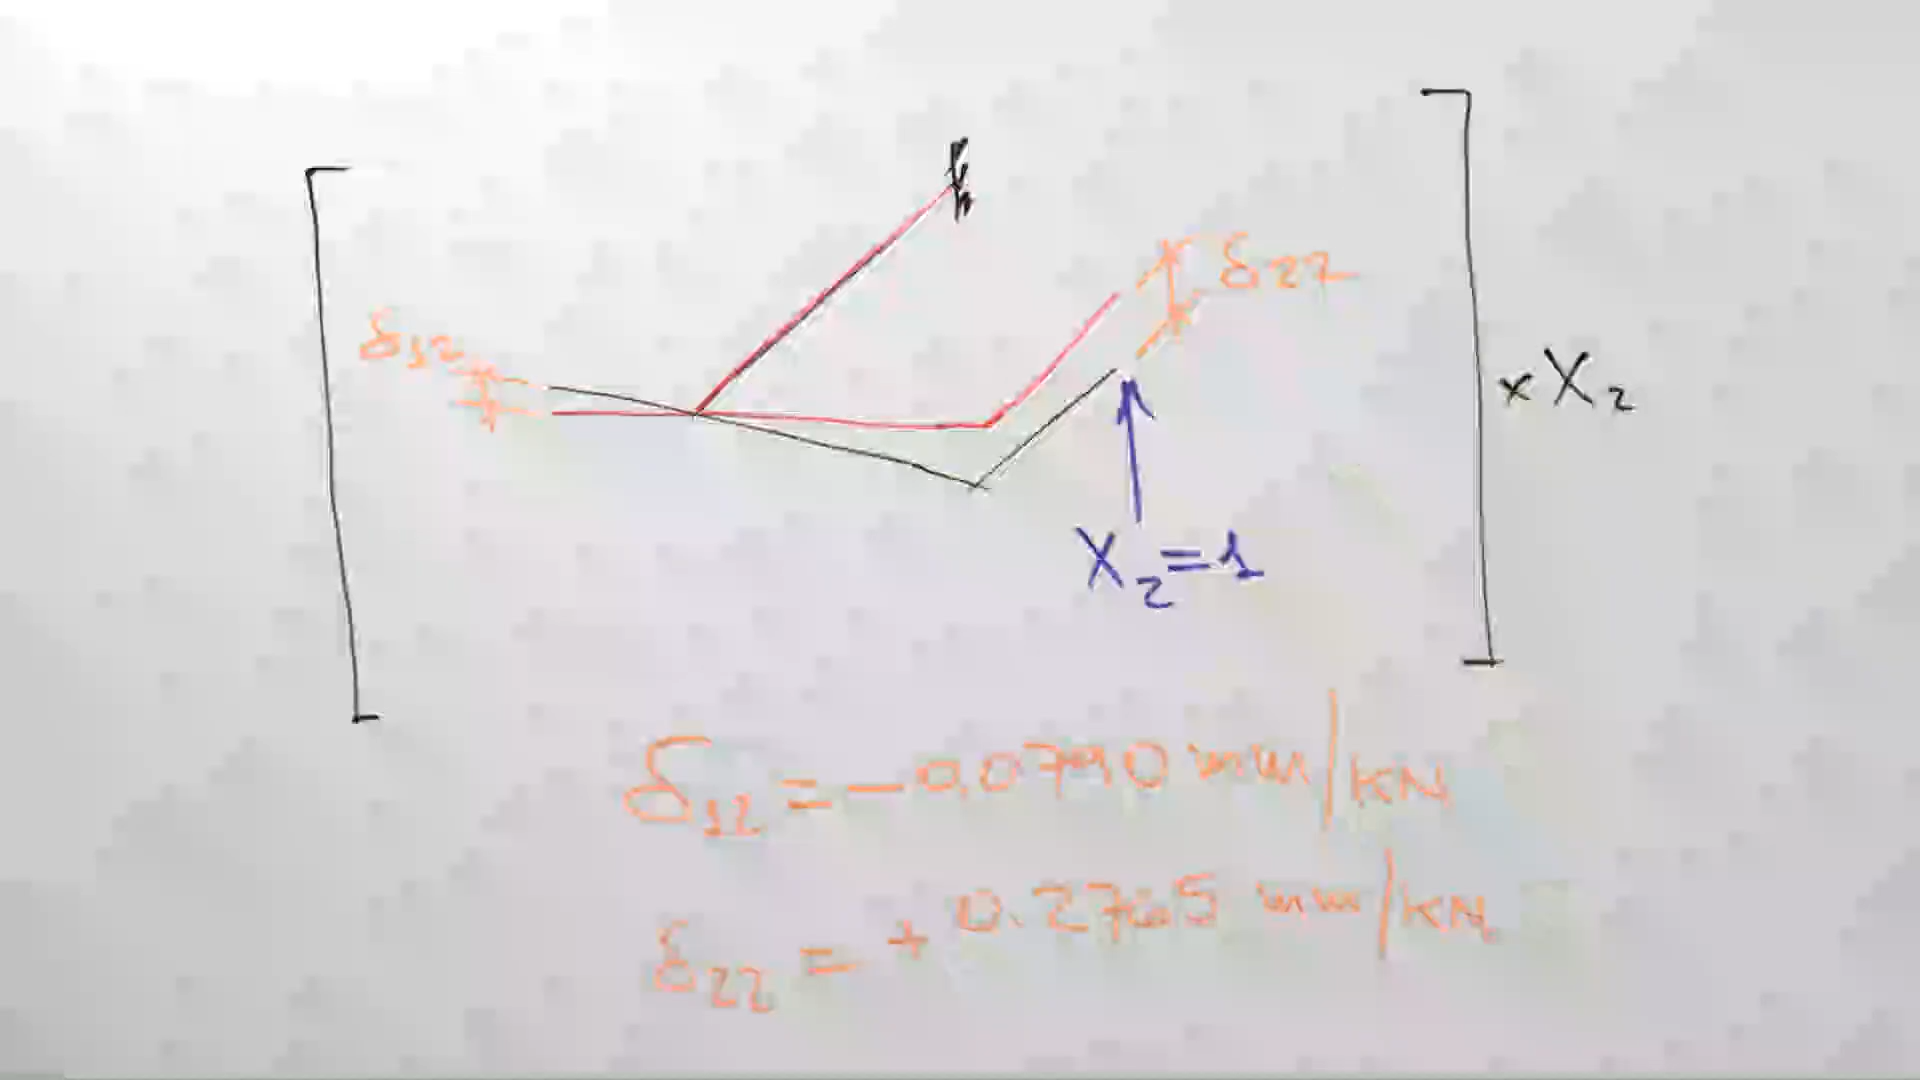 δ22
δ12
x X2
X2 = 1
δ12 = - 0.0790 mm/KN
δ22 = + 0.2765 mm/KN